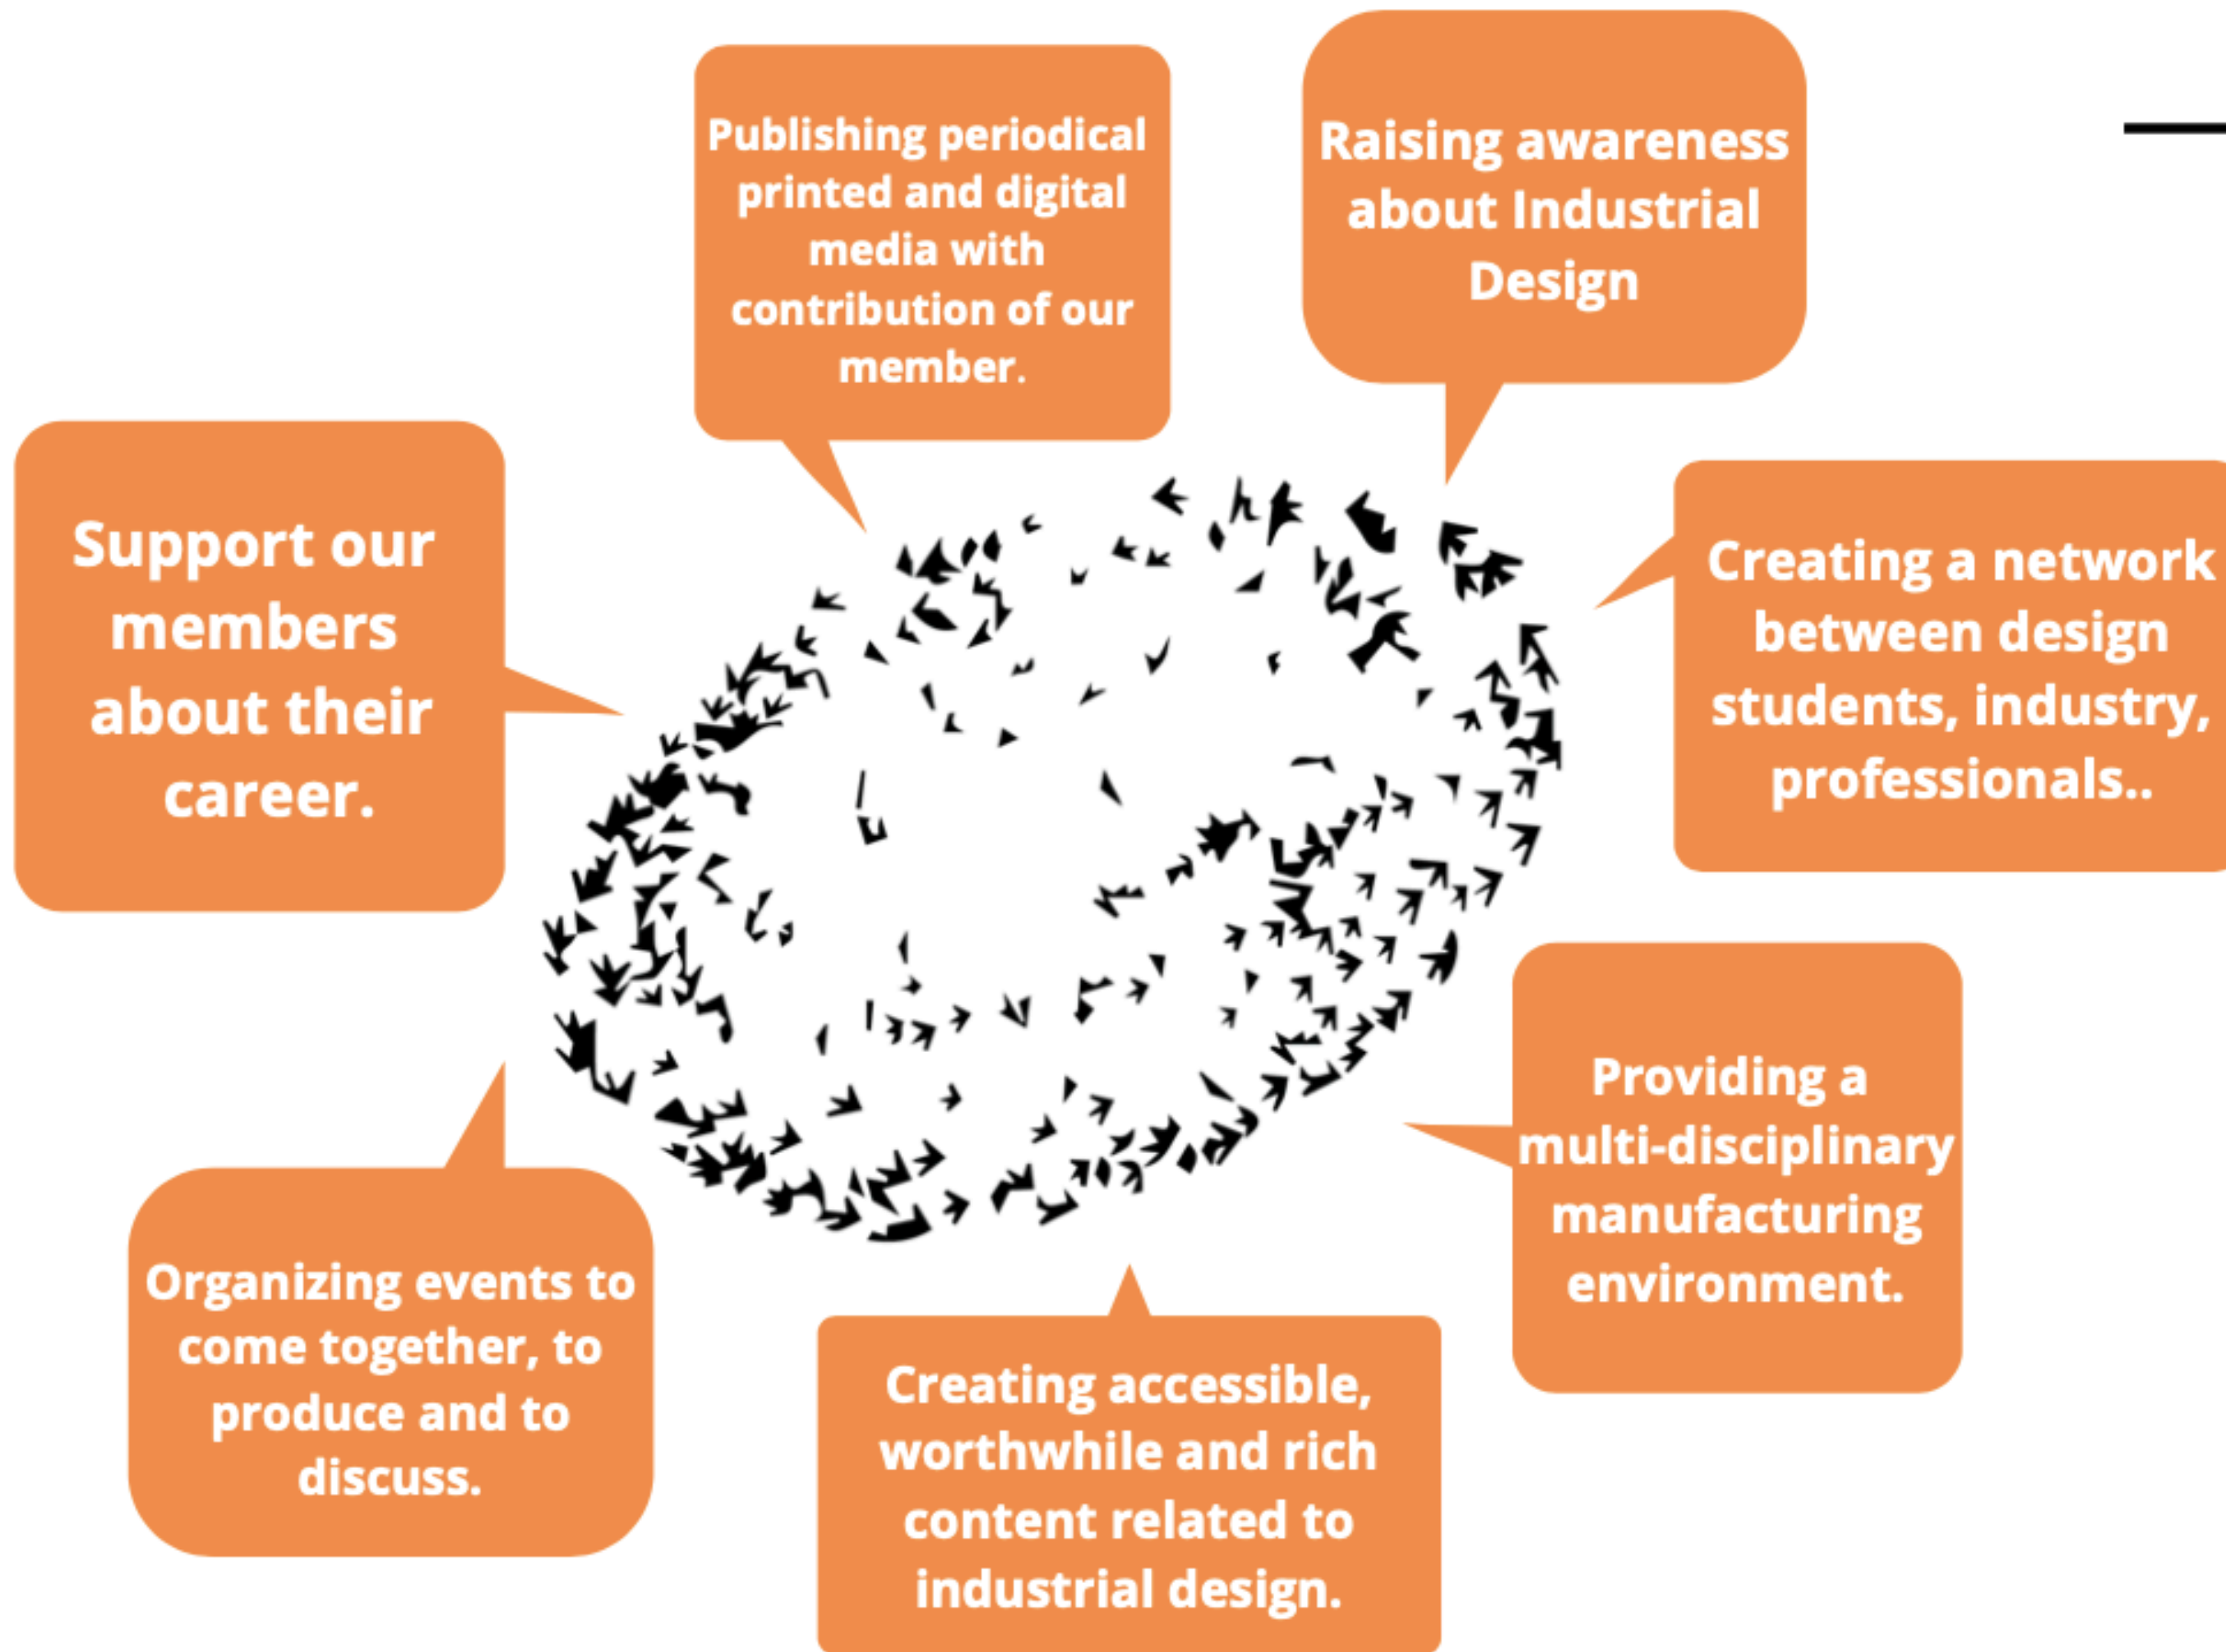 Publishing periodical
printed and digital
media with
contribution of our
member.
Raising awareness
about Industrial
Design
Support our
members
about their
career.
Creating a network
between design
students, industry,
professionals..
Providing a
multi-disciplinary
manufacturing
environment.
Organizing events to
come together, to
produce and to
discuss.
Creating accessible,
worthwhile and rich
content related to
industrial design.